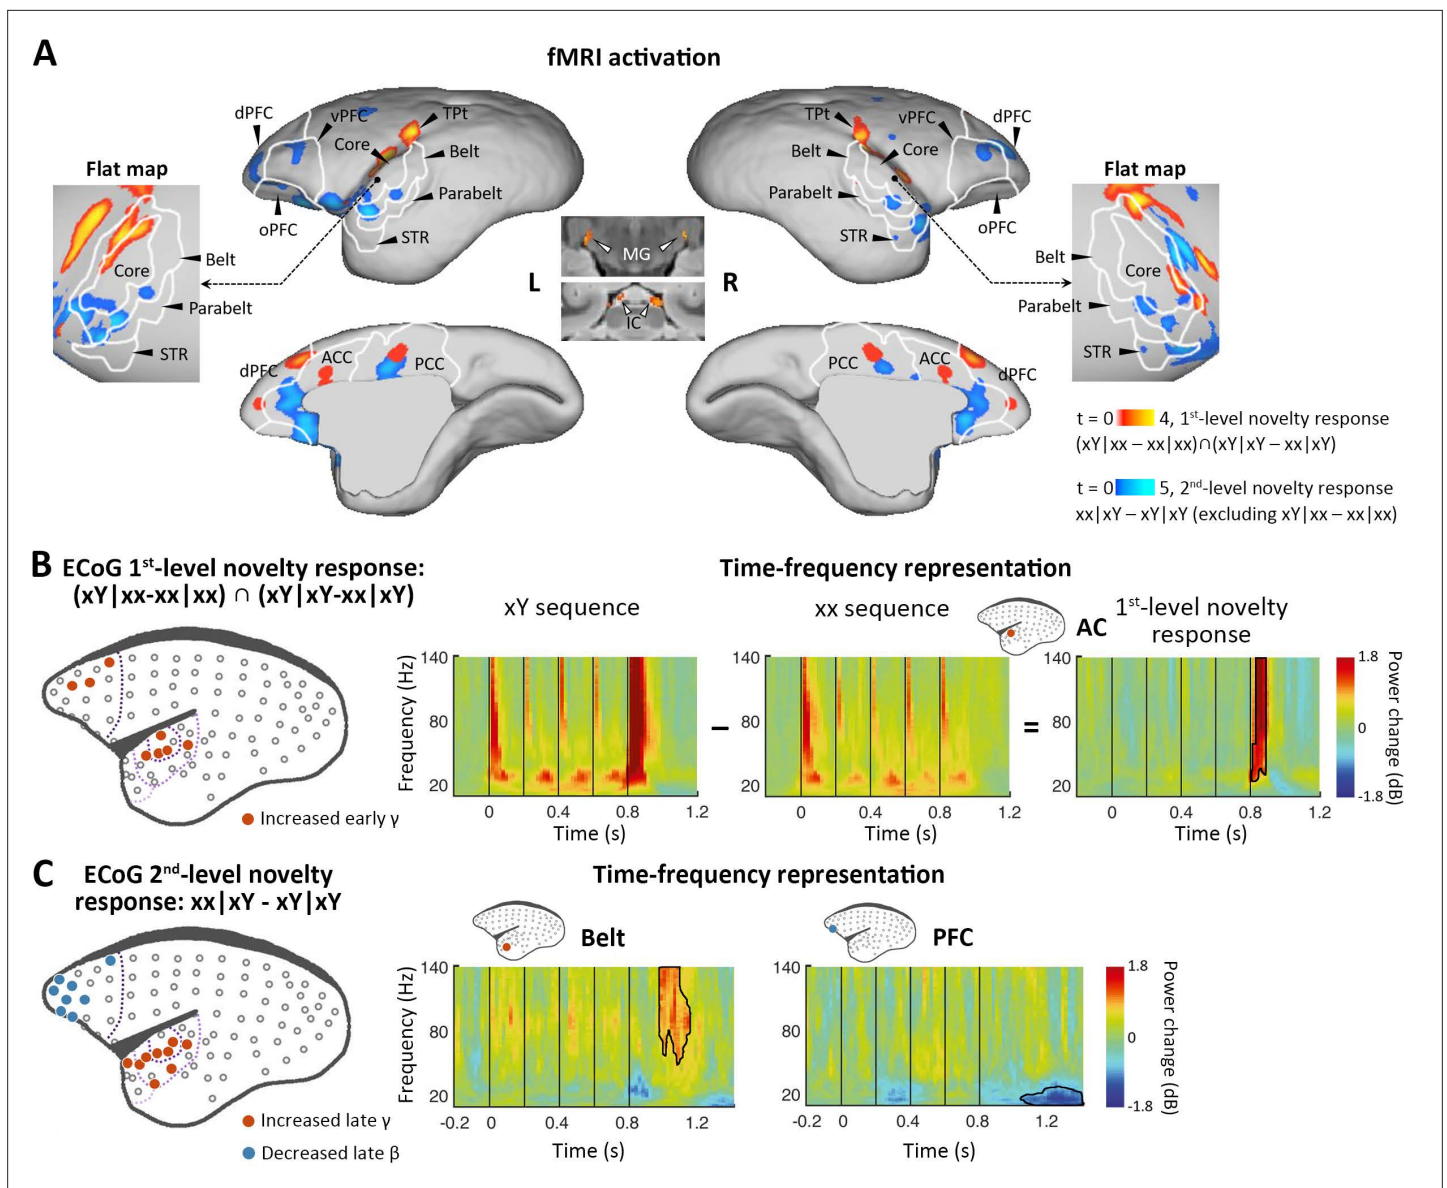 A
fMRI activation
dPFC
vPFC
TPt
Core
Belt
Parabelt
oPFC
STR
TPt
vPFC
dPFC
Core
Belt
Parabelt
STR
oPFC
Flat map
Core
Belt
Parabelt
STR
Flat map
Belt
Core
Parabelt
STR
L
MG
IC
R
dPFC
ACC
PCC
PCC
ACC
dPFC
t = 0 4, 1st-level novelty response
(xY|xx – xx|xx)∩(xY|xY – xx|xY)
t = 0 5, 2nd-level novelty response
xx|xY – xY|xY (excluding xY|xx – xx|xx)
B
ECoG 1st-level novelty response:
(xY|xx-xx|xx) ∩ (xY|xY-xx|xY)
Increased early γ
Time-frequency representation
xY sequence
xx sequence
AC
1st-level novelty
response
Frequency (Hz)
140
80
20
0
0.4
0.8
1.2
Time (s)
–
140
80
20
0
0.4
0.8
1.2
Time (s)
=
140
80
20
0
0.4
0.8
1.2
Time (s)
1.8
0
-1.8
Power change (dB)
C
ECoG 2nd-level novelty
response: xx|xY - xY|xY
Increased late γ
Decreased late β
Time-frequency representation
Belt
Frequency (Hz)
140
80
20
-0.2
0
0.4
0.8
1.2
Time (s)
PFC
140
80
20
-0.2
0
0.4
0.8
1.2
Time (s)
1.8
0
-1.8
Power change (dB)